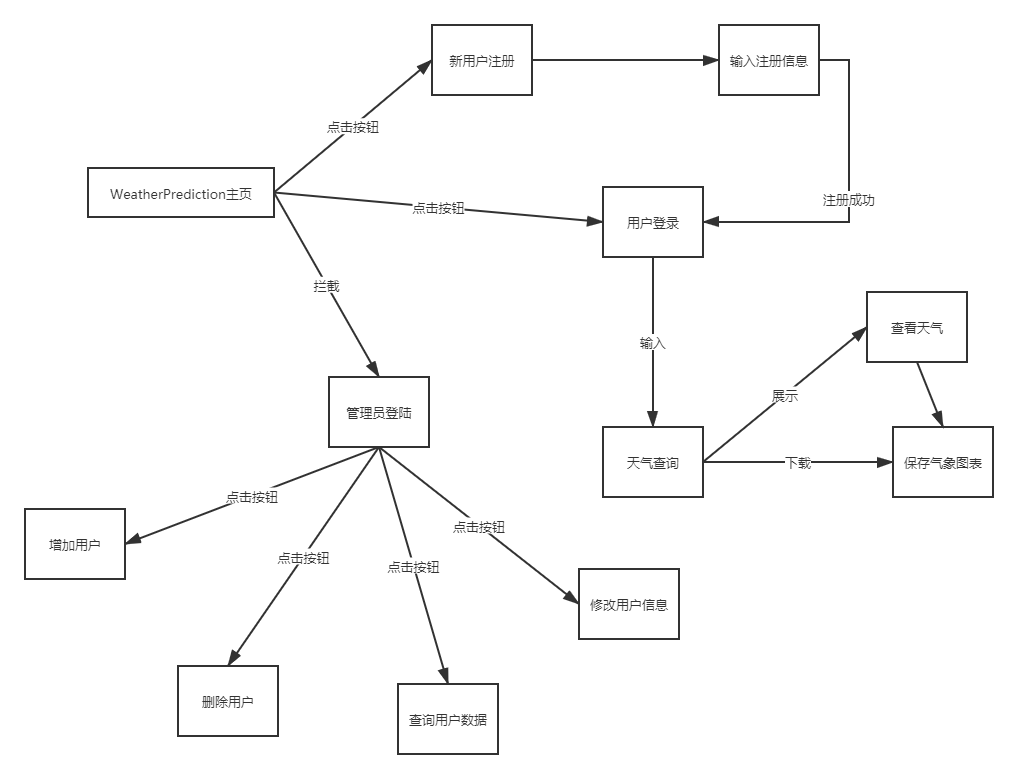 新用户注册
输入注册信息
点击按钮
WeatherPrediction主页
点击按钮
用户登录
注册成功
拦截
输入
查看天气
展示
管理员登陆
天气查询
下载
保存气象图表
点击按钮
点击按钮
点击按钮
点击按钮
增加用户
修改用户信息
删除用户
查询用户数据